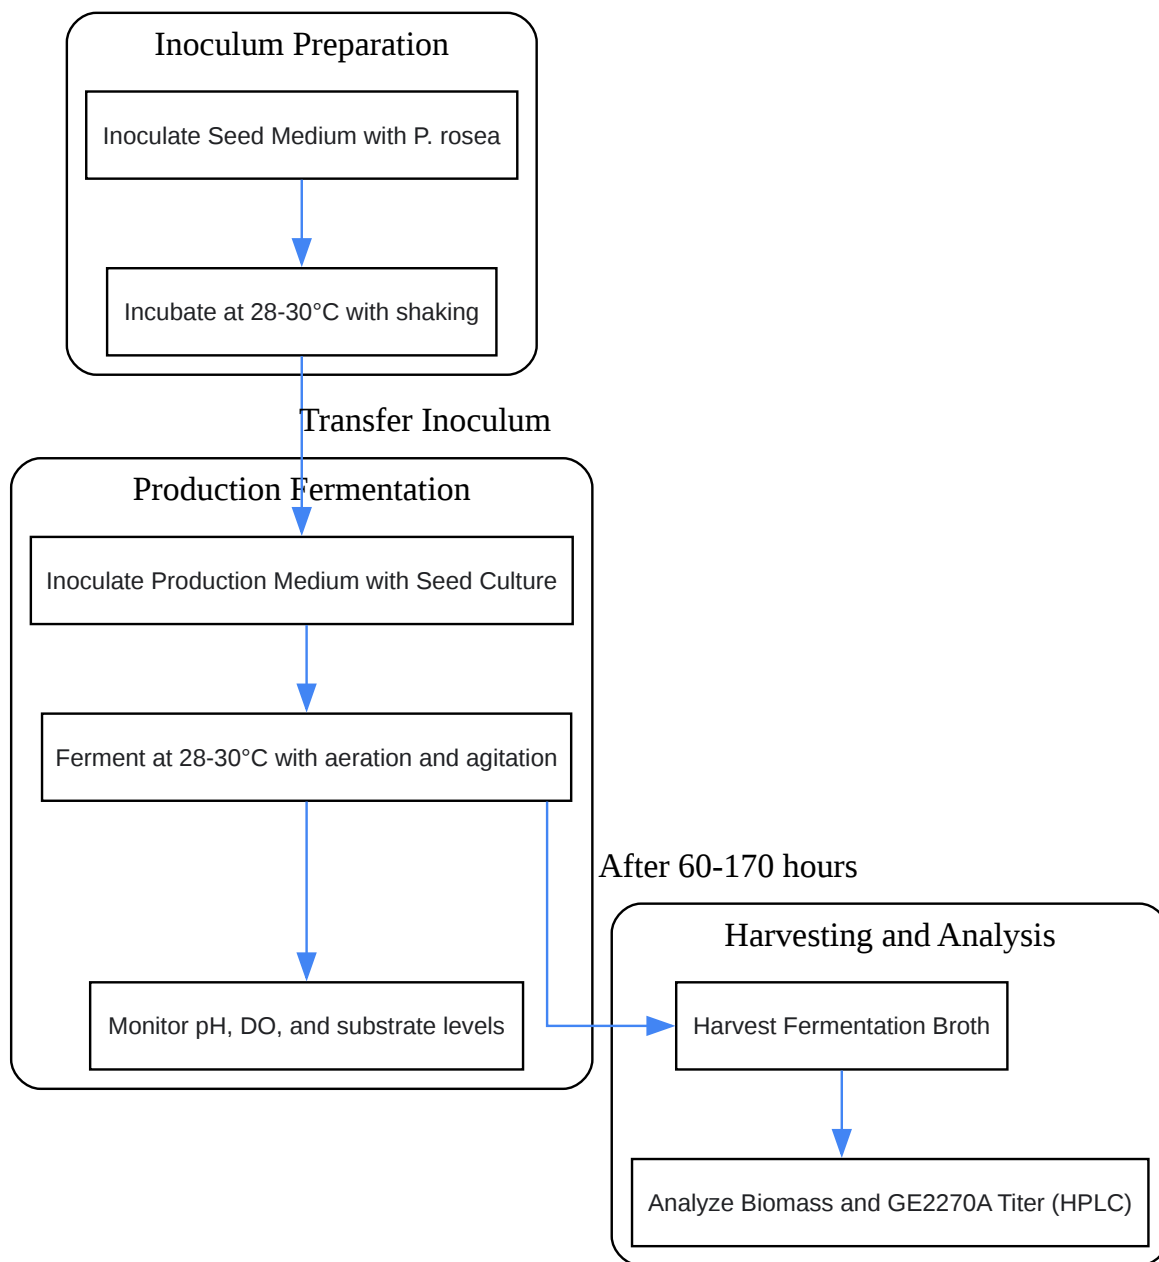 Inoculum Preparation
Inoculate Seed Medium with P. rosea
Incubate at 28-30°C with shaking
Transfer Inoculum
Production Fermentation
Inoculate Production Medium with Seed Culture
Ferment at 28-30°C with aeration and agitation
After 60-170 hours
Harvesting and Analysis
Monitor pH, DO, and substrate levels
Harvest Fermentation Broth
Analyze Biomass and GE2270A Titer (HPLC)